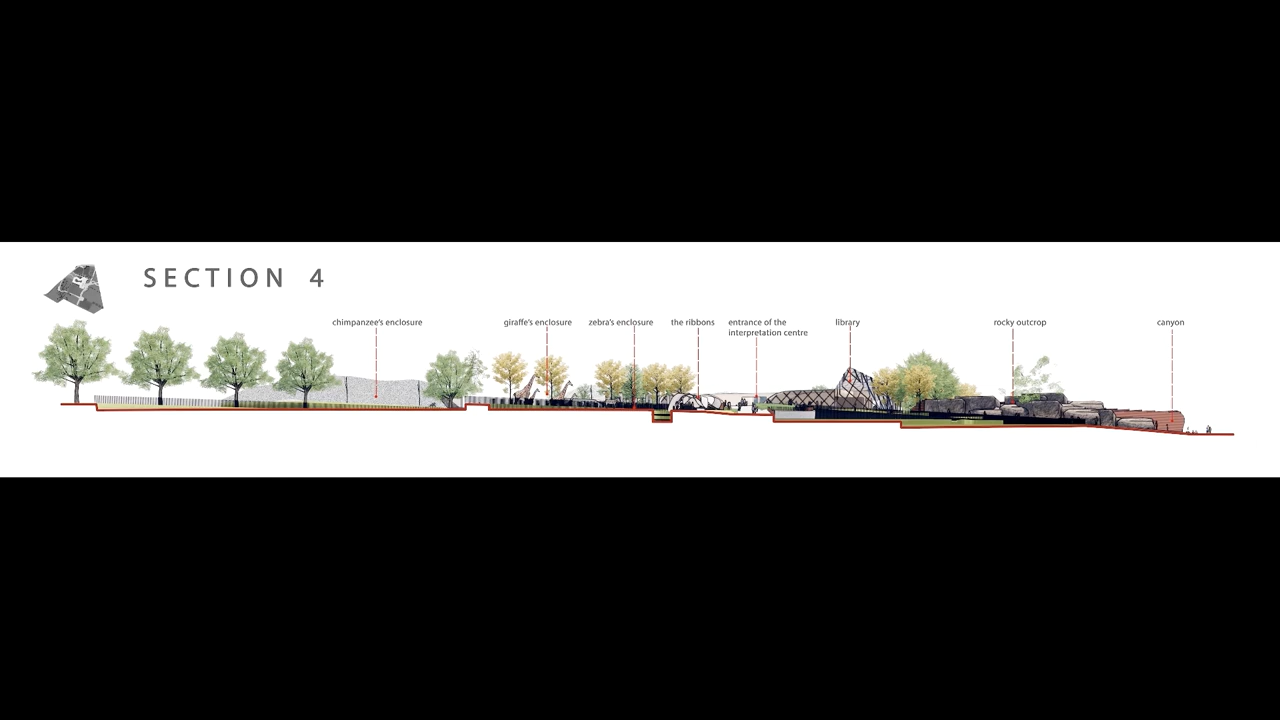 SECTION 4
chimpanzee's enclosure
giraffe's enclosure
zebra's enclosure
the ribbons
entrance of the
interpretation centre
library
rocky outcrop
canyon